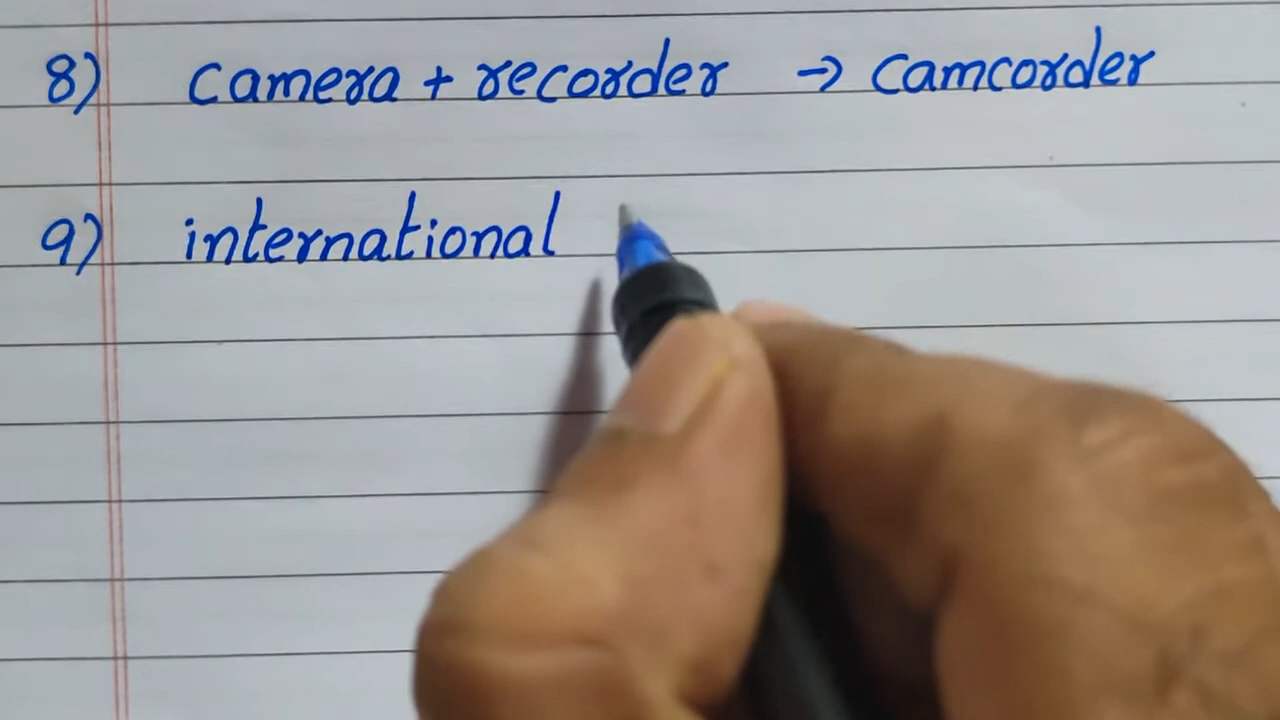 8) camera + recorder → camcorder
9) international